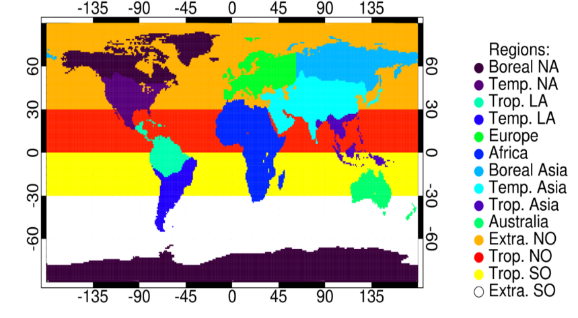 -135 -90 -45 0 45 90 135
60 60
30 30
0 0
-30 -30
-60 -60
-135 -90 -45 0 45 90 135
Regions:
Boreal NA
Temp. NA
Trop. LA
Temp. LA
Europe
Africa
Boreal Asia
Temp. Asia
Trop. Asia
Australia
Extra. NO
Trop. NO
Trop. SO
Extra. SO